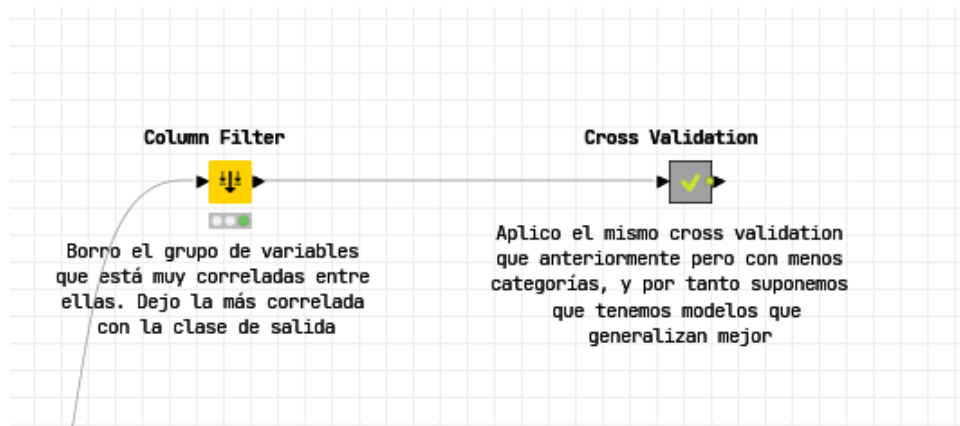 Column Filter
Borro el grupo de variables
que está muy correladas entre
ellas. Dejo la más correlada
con la clase de salida
Cross Validation
Aplico el mismo cross validation
que anteriormente pero con menos
categorías, y por tanto suponemos
que tenemos modelos que
generalizan mejor